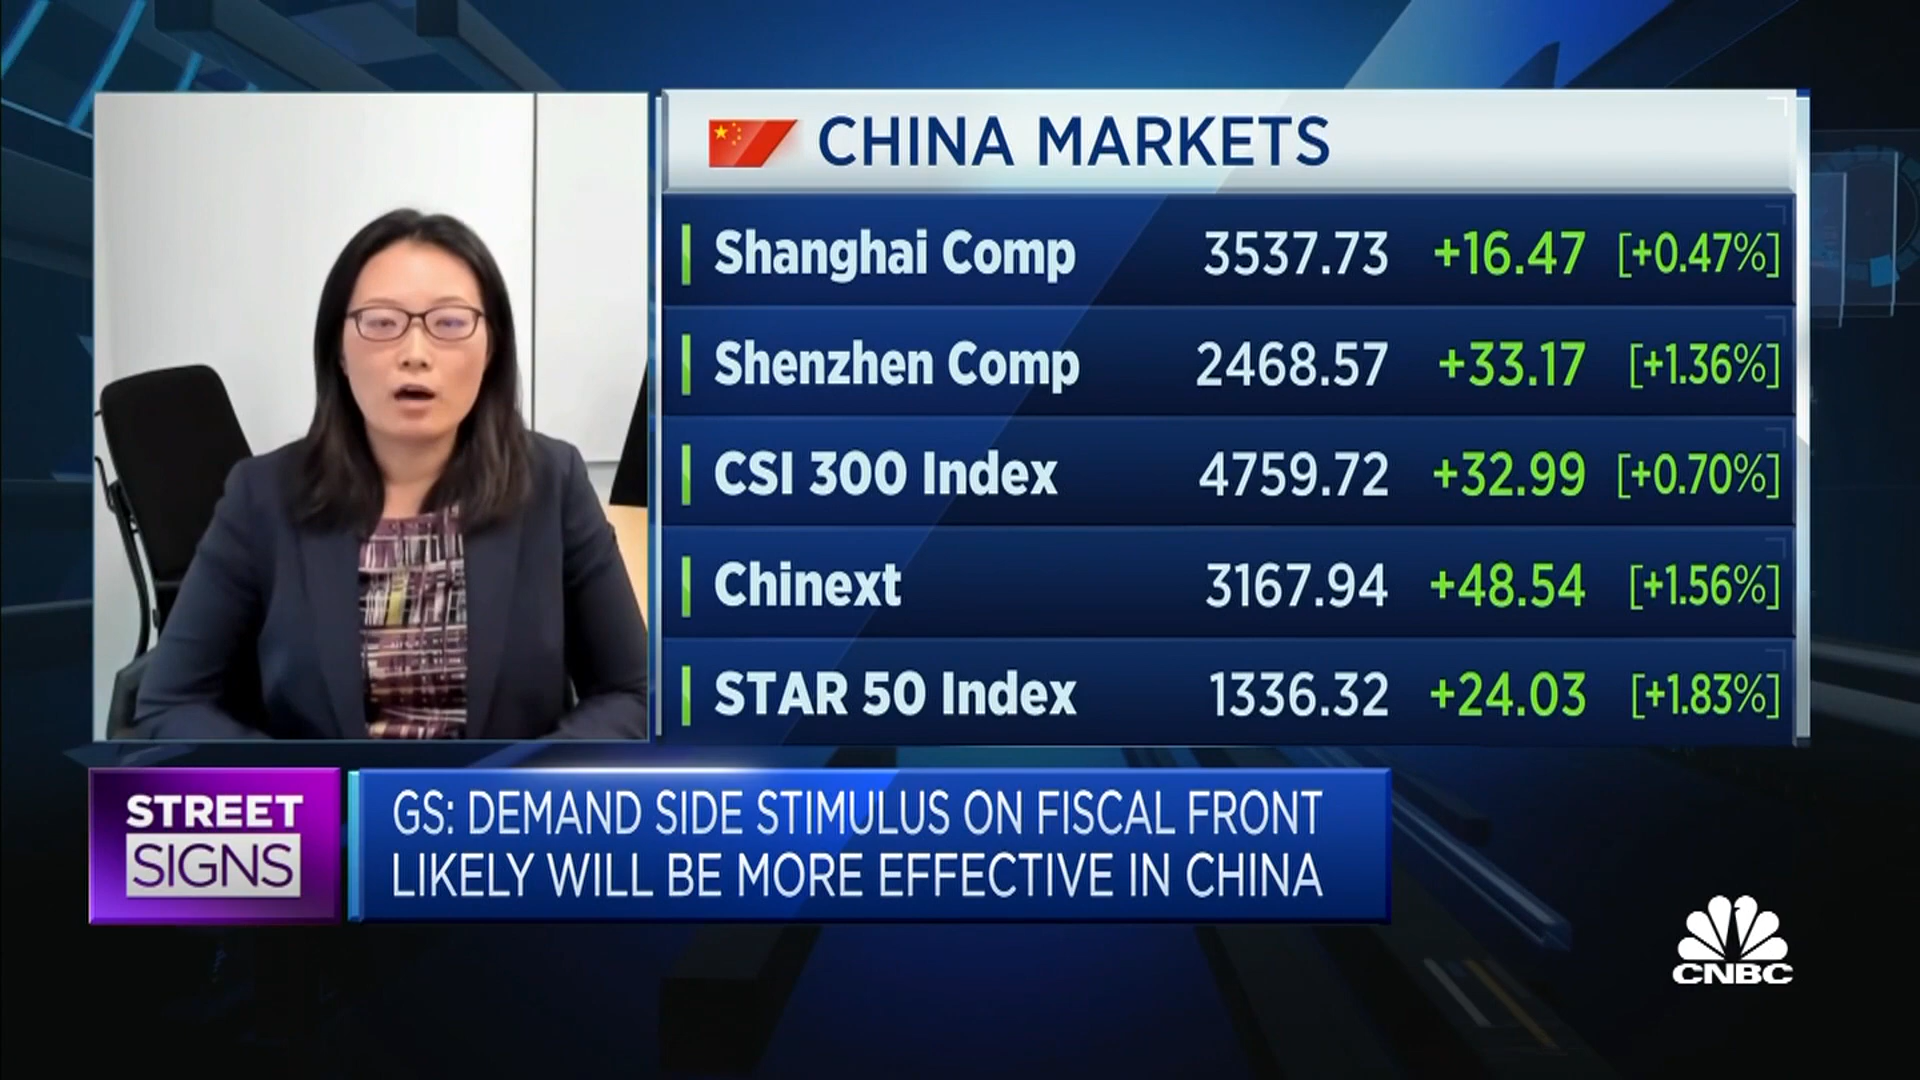 CHINA MARKETS
Shanghai Comp 3537.73 +16.47 [+0.47%]
Shenzhen Comp 2468.57 +33.17 [+1.36%]
CSI 300 Index 4759.72 +32.99 [+0.70%]
Chinext 3167.94 +48.54 [+1.56%]
STAR 50 Index 1336.32 +24.03 [+1.83%]
STREET
SIGNS
GS: DEMAND SIDE STIMULUS ON FISCAL FRONT
LIKELY WILL BE MORE EFFECTIVE IN CHINA
CNBC